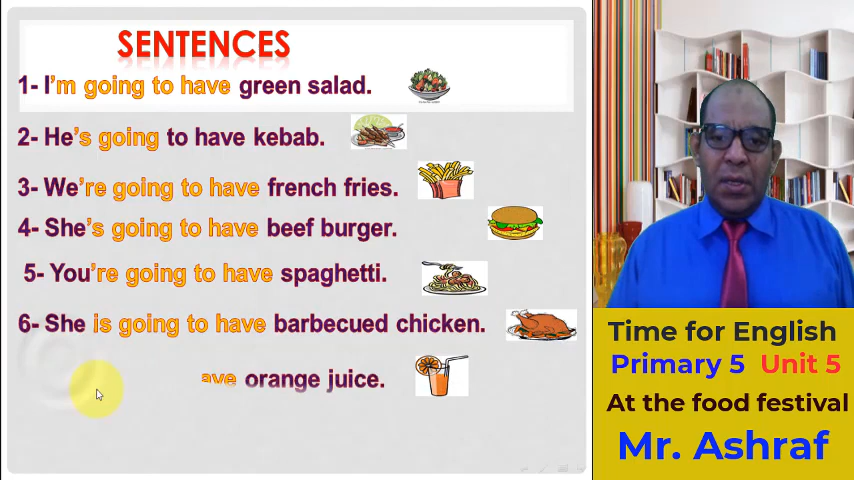 SENTENCES
1- I'm going to have green salad.
2- He's going to have kebab.
3- We're going to have french fries.
4- She's going to have beef burger.
5- You're going to have spaghetti.
6- She is going to have barbecued chicken.
ave orange juice.
Time for English
Primary 5 Unit 5
At the food festival
Mr. Ashraf